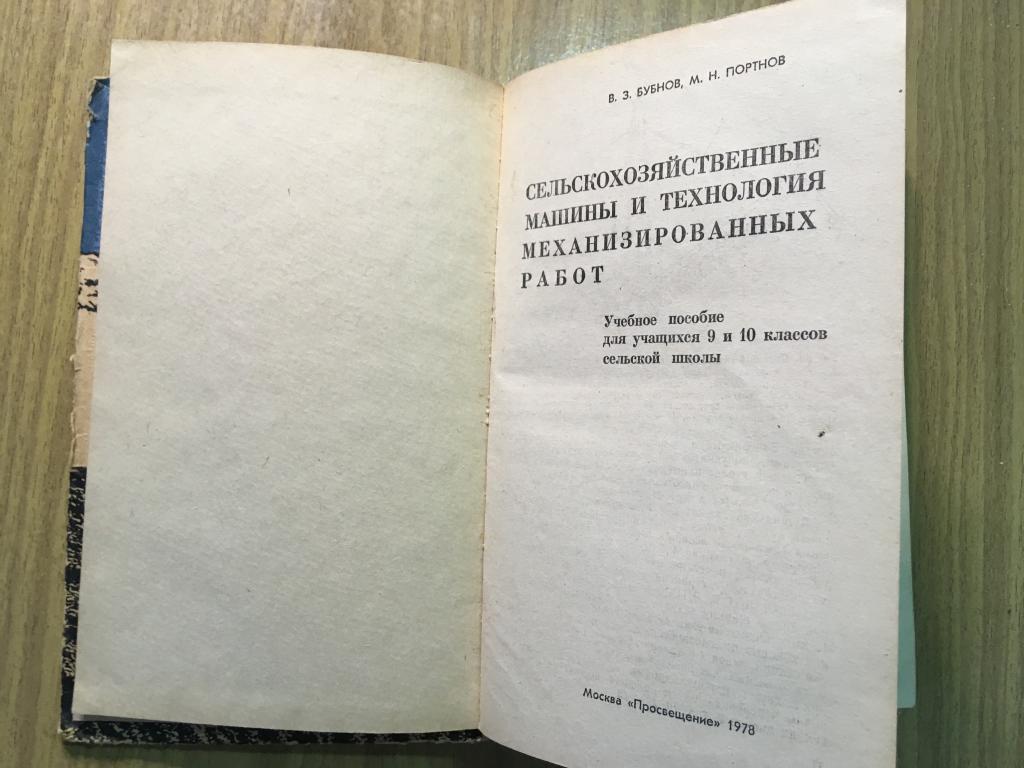 В. З. БУБНОВ, М. Н. ПОРТНОВ
СЕЛЬСКОХОЗЯЙСТВЕННЫЕ
МАШИНЫ И ТЕХНОЛОГИЯ
МЕХАНИЗИРОВАННЫХ
РАБОТ
Учебное пособие
для учащихся 9 и 10 классов
сельской школы
Москва «Просвещение» 1978